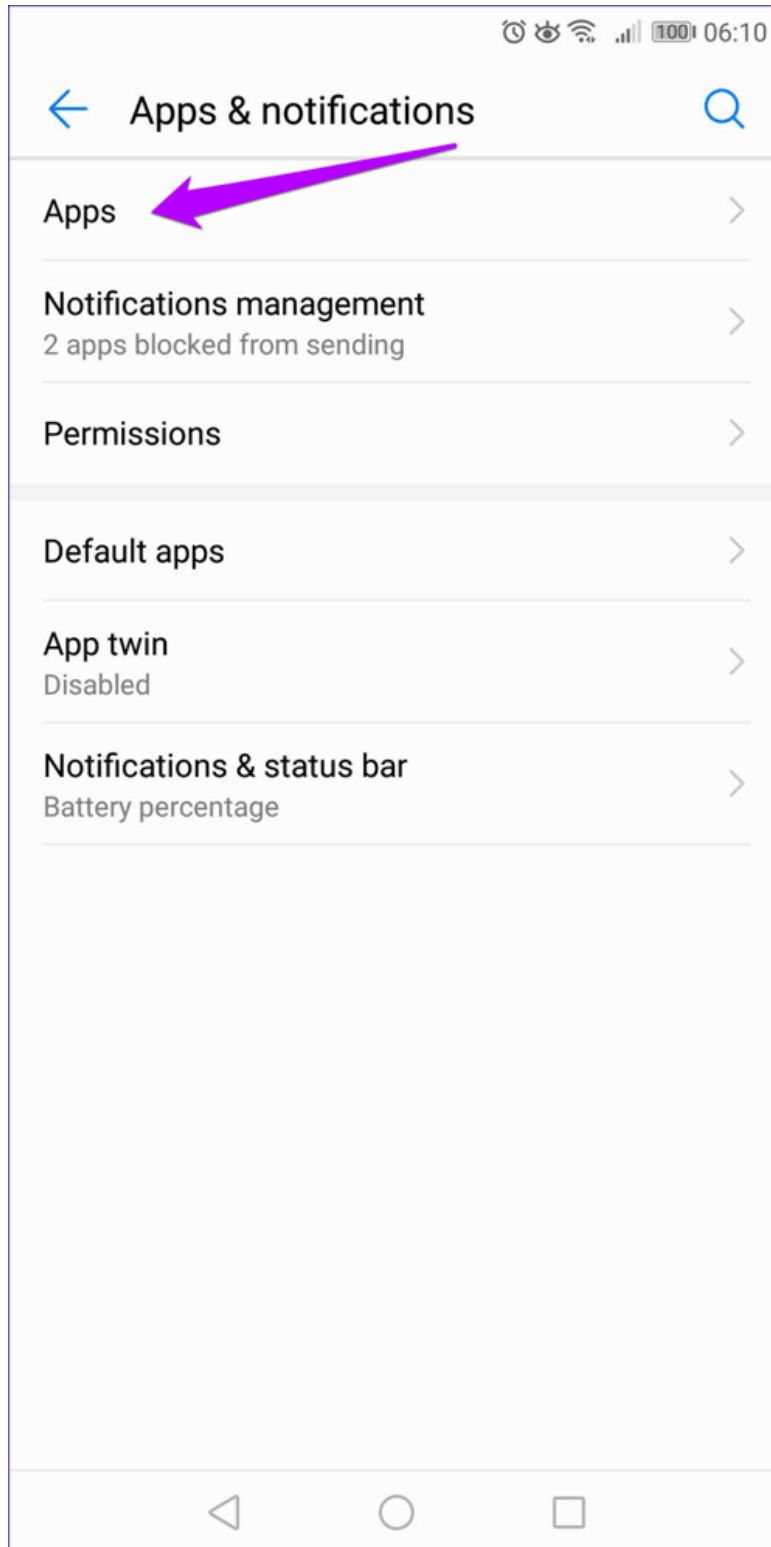 100 06:10
Apps & notifications
Apps
Notifications management
2 apps blocked from sending
Permissions
Default apps
App twin
Disabled
Notifications & status bar
Battery percentage